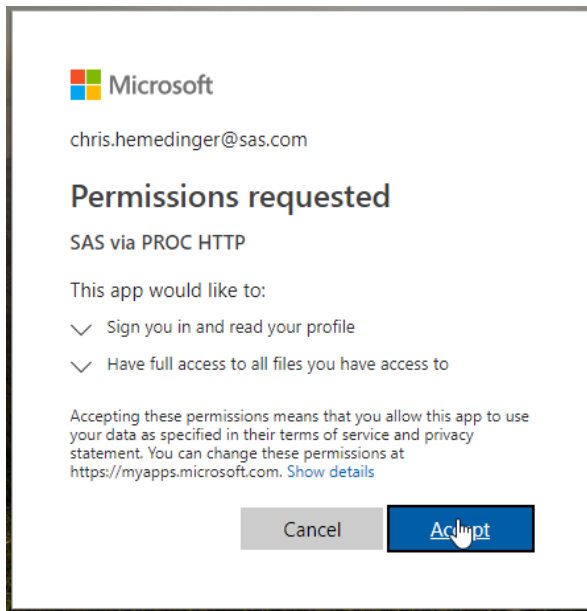 Microsoft
chris.hemedinger@sas.com
Permissions requested
SAS via PROC HTTP
This app would like to:
Sign you in and read your profile
Have full access to all files you have access to
Accepting these permissions means that you allow this app to use
your data as specified in their terms of service and privacy
statement. You can change these permissions at
https://myapps.microsoft.com. Show details
Cancel
Accept